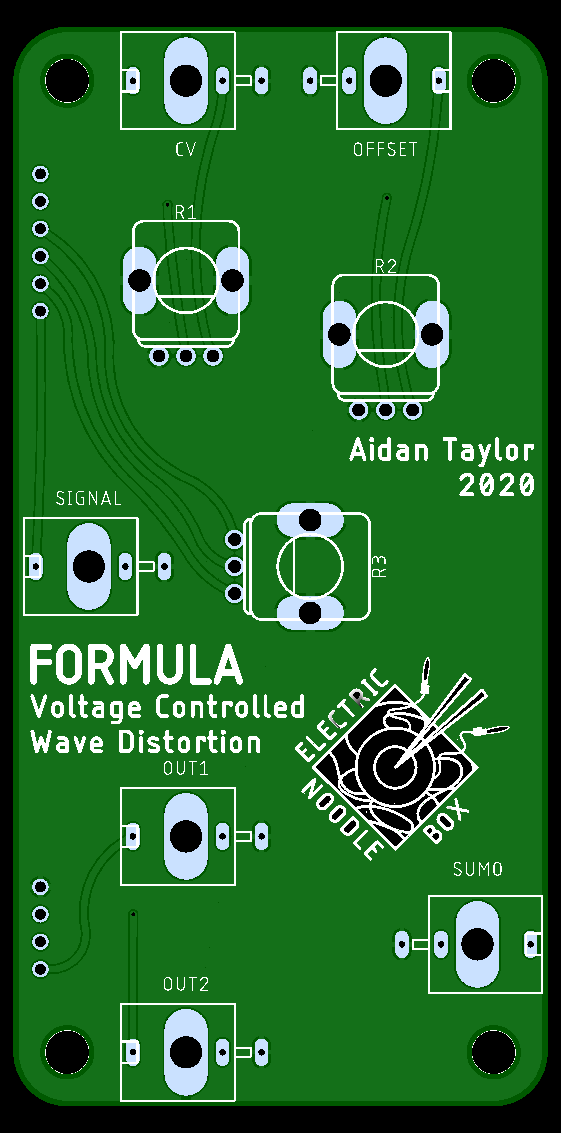 CV
OFFSET
R1
R2
Aidan Taylor
2020
SIGNAL
R3
FORMULA
Voltage Controlled
Wave Distortion
ELECTRIC
NOODLE
BOX
OUT1
SUMO
OUT2